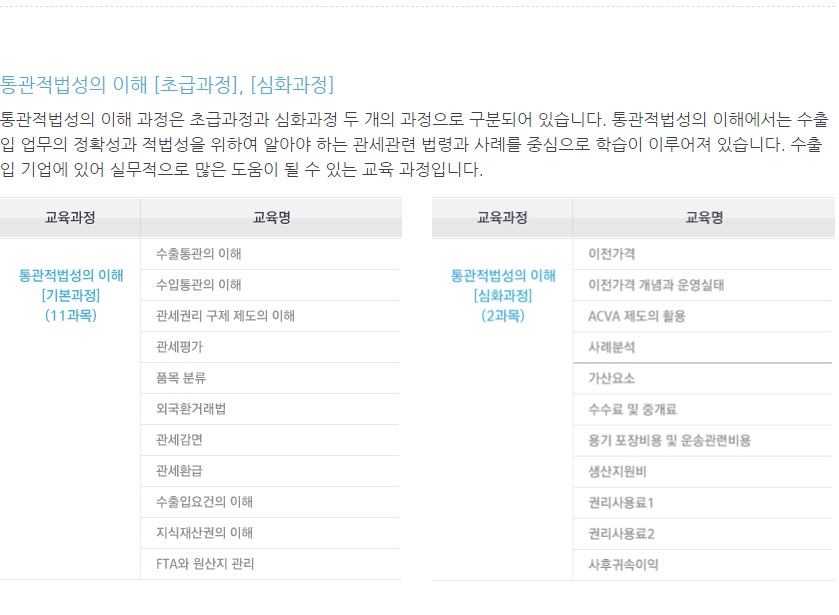 통관적법성의 이해 [초급과정], [심화과정]
통관적법성의 이해 과정은 초급과정과 심화과정 두 개의 과정으로 구분되어 있습니다. 통관적법성의 이해에서는 수출
입 업무의 정확성과 적법성을 위하여 알아야 하는 관세관련 법령과 사례를 중심으로 학습이 이루어져 있습니다. 수출
입 기업에 있어 실무적으로 많은 도움이 될 수 있는 교육 과정입니다.
교육과정
교육명
통관적법성의 이해
[기본과정]
(11과목)
수출통관의 이해
수입통관의 이해
관세권리 구제 제도의 이해
관세평가
품목 분류
외국환거래법
관세감면
관세환급
수출입요건의 이해
지식재산권의 이해
FTA와 원산지 관리
교육과정
교육명
통관적법성의 이해
[심화과정]
(2과목)
이전가격
이전가격 개념과 운영실태
ACVA 제도의 활용
사례분석
가산요소
수수료 및 중개료
용기 포장비용 및 운송관련비용
생산지원비
권리사용료1
권리사용료2
사후귀속이익